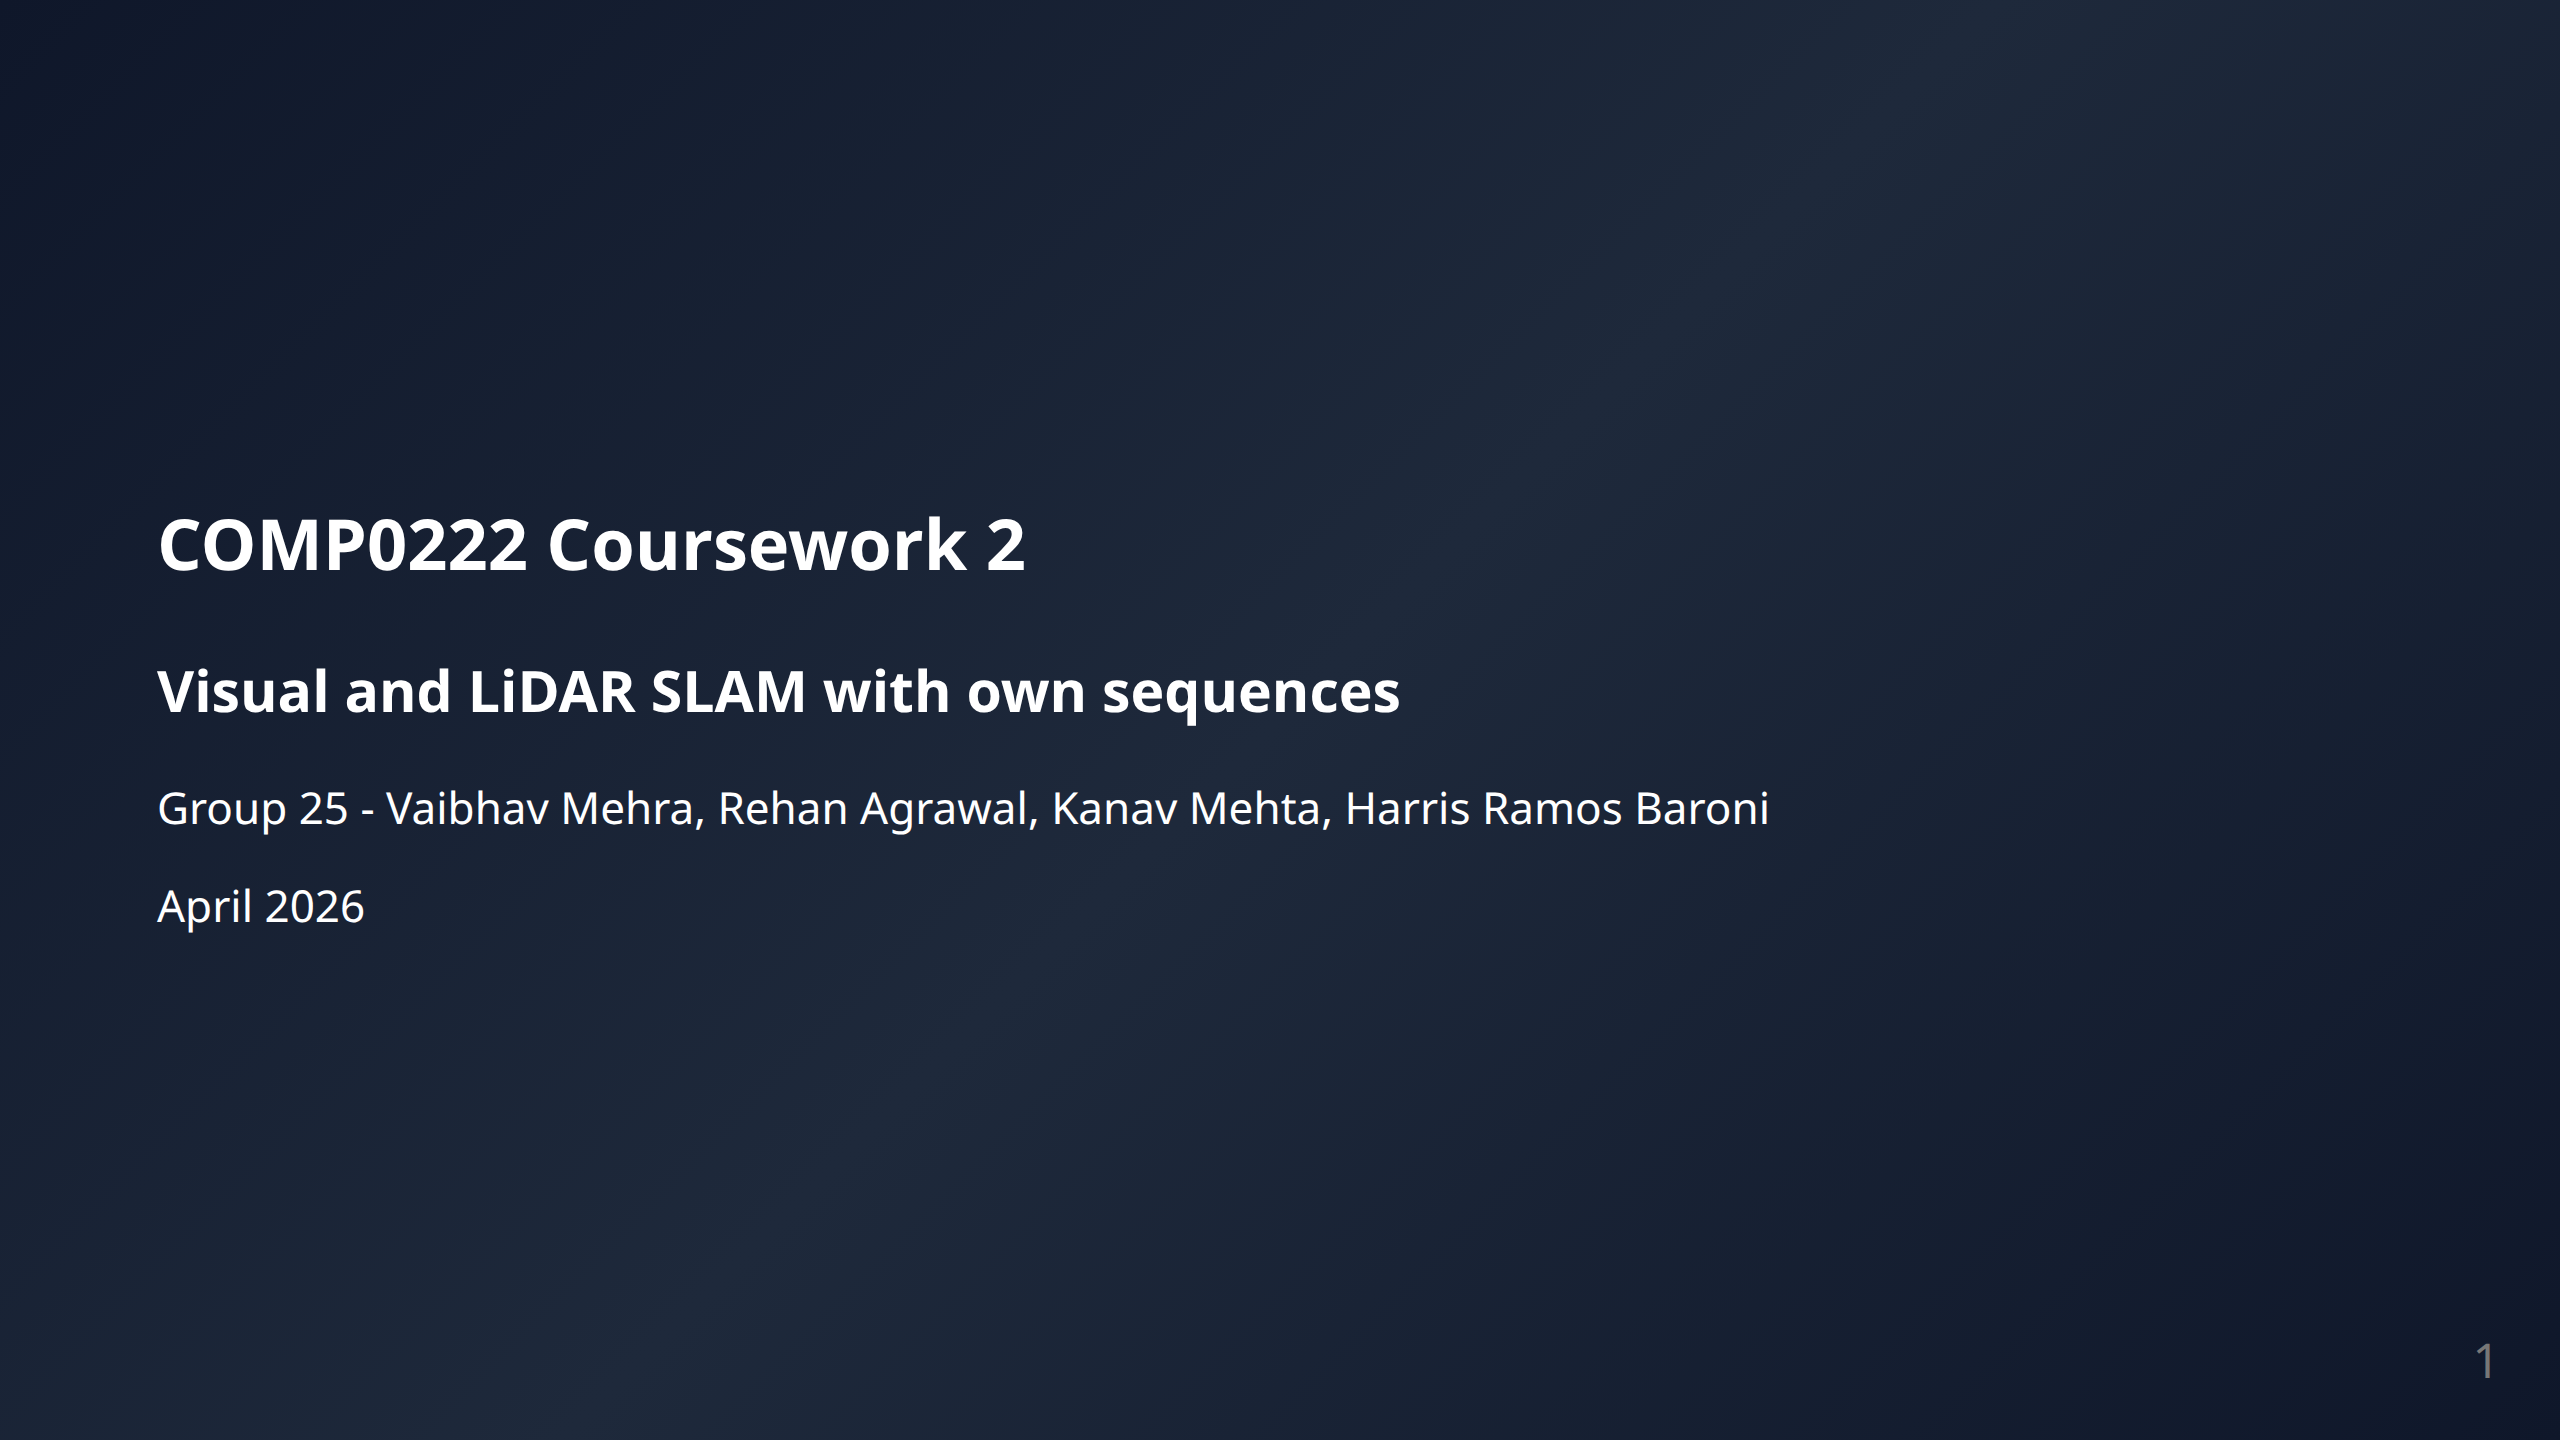 COMP0222 Coursework 2
Visual and LiDAR SLAM with own sequences
Group 25 - Vaibhav Mehra, Rehan Agrawal, Kanav Mehta, Harris Ramos Baroni
April 2026
1